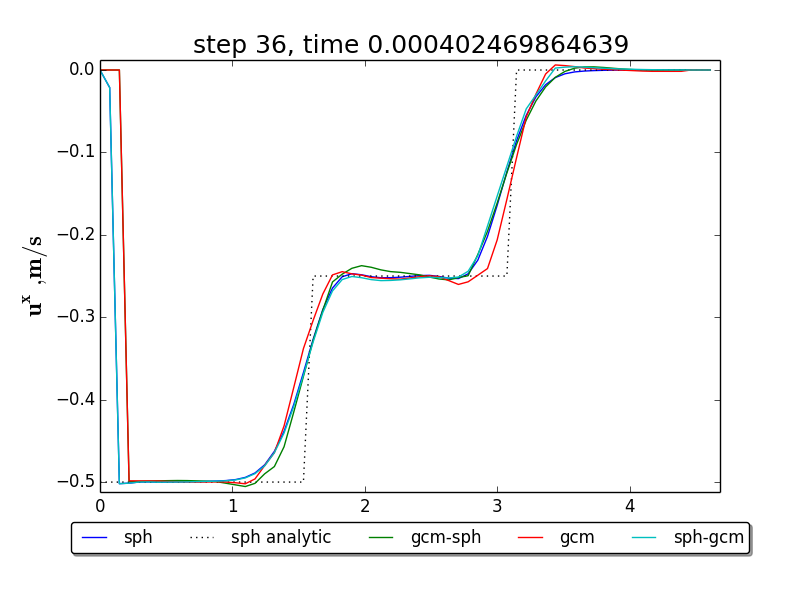 step 36, time 0.000402469864639
0.0
−0.1
−0.2
−0.3
−0.4
−0.5
u^x ,m/s
0 1 2 3 4
sph sph analytic gcm-sph gcm sph-gcm